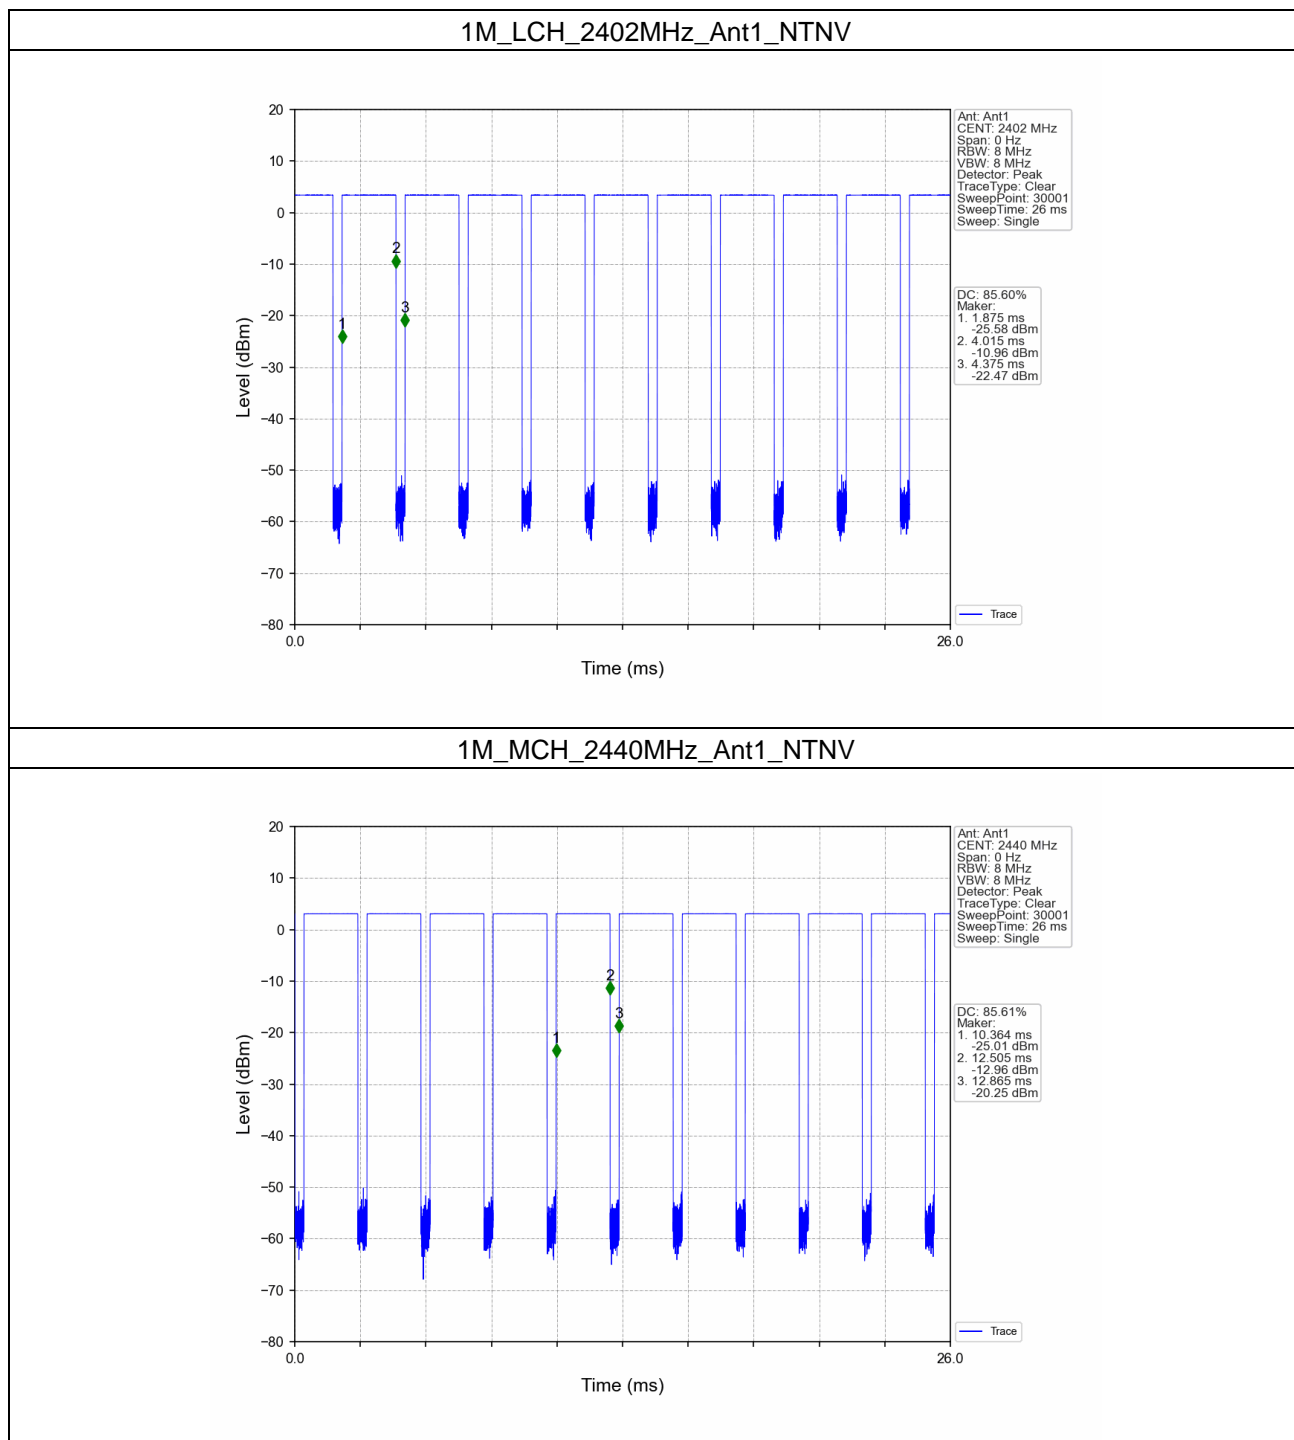 1M_LCH_2402MHz_Ant1_NTNV
20
10
0
−10
−20
−30
−40
−50
−60
−70
−80
Level (dBm)
0.0
26.0
Time (ms)
1
2
3
Ant: Ant1
CENT: 2402 MHz
Span: 0 Hz
RBW: 8 MHz
VBW: 8 MHz
Detector: Peak
TraceType: Clear
SweepPoint: 30001
SweepTime: 26 ms
Sweep: Single
DC: 85.60%
Maker:
1. 1.875 ms
-25.58 dBm
2. 4.015 ms
-10.96 dBm
3. 4.375 ms
-22.47 dBm
Trace
1M_MCH_2440MHz_Ant1_NTNV
20
10
0
−10
−20
−30
−40
−50
−60
−70
−80
Level (dBm)
0.0
26.0
Time (ms)
1
2
3
Ant: Ant1
CENT: 2440 MHz
Span: 0 Hz
RBW: 8 MHz
VBW: 8 MHz
Detector: Peak
TraceType: Clear
SweepPoint: 30001
SweepTime: 26 ms
Sweep: Single
DC: 85.61%
Maker:
1. 10.364 ms
-25.01 dBm
2. 12.505 ms
-12.96 dBm
3. 12.865 ms
-20.25 dBm
Trace